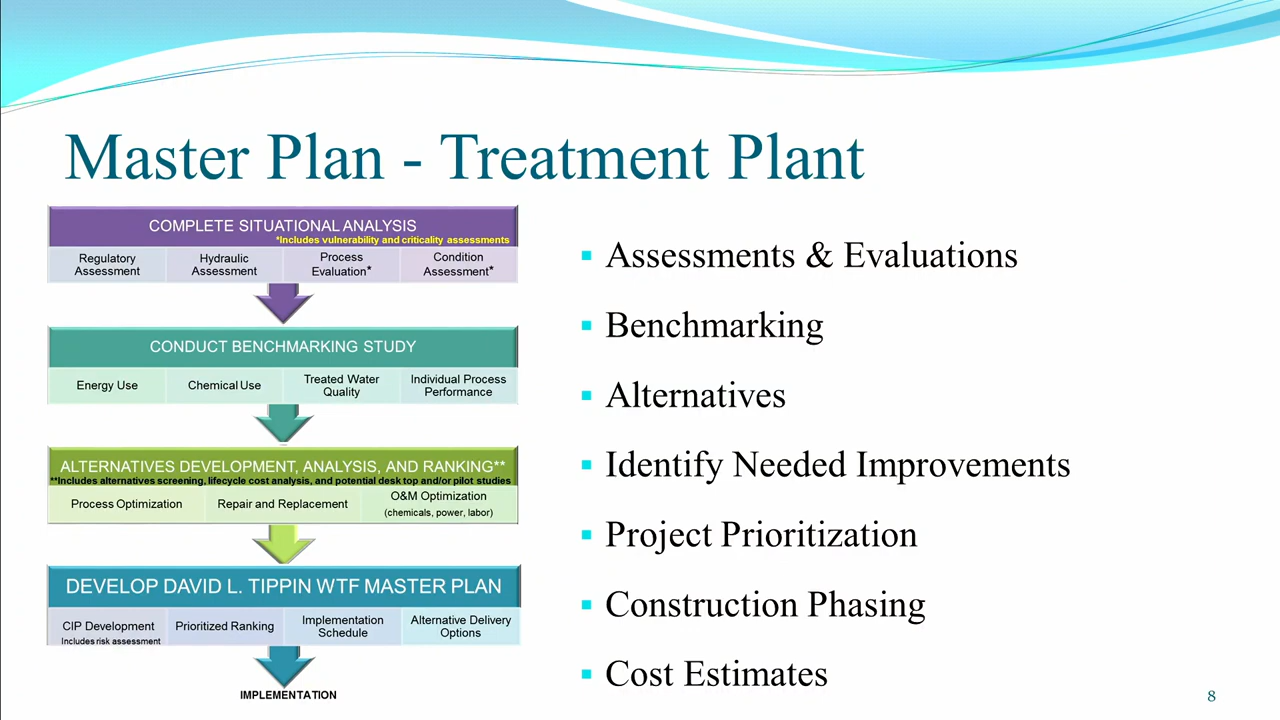 Master Plan - Treatment Plant
COMPLETE SITUATIONAL ANALYSIS
*Includes vulnerability and criticality assessments
Regulatory
Assessment
Hydraulic
Assessment
Process
Evaluation*
Condition
Assessment*
CONDUCT BENCHMARKING STUDY
Energy Use
Chemical Use
Treated Water
Quality
Individual Process
Performance
ALTERNATIVES DEVELOPMENT, ANALYSIS, AND RANKING**
**Includes alternatives screening, lifecycle cost analysis, and potential desk top and/or pilot studies
Process Optimization
Repair and Replacement
O&M Optimization
(chemicals, power, labor)
DEVELOP DAVID L. TIPPIN WTF MASTER PLAN
CIP Development
Includes risk assessment
Prioritized Ranking
Implementation
Schedule
Alternative Delivery
Options
IMPLEMENTATION
▪ Assessments & Evaluations
▪ Benchmarking
▪ Alternatives
▪ Identify Needed Improvements
▪ Project Prioritization
▪ Construction Phasing
▪ Cost Estimates
8